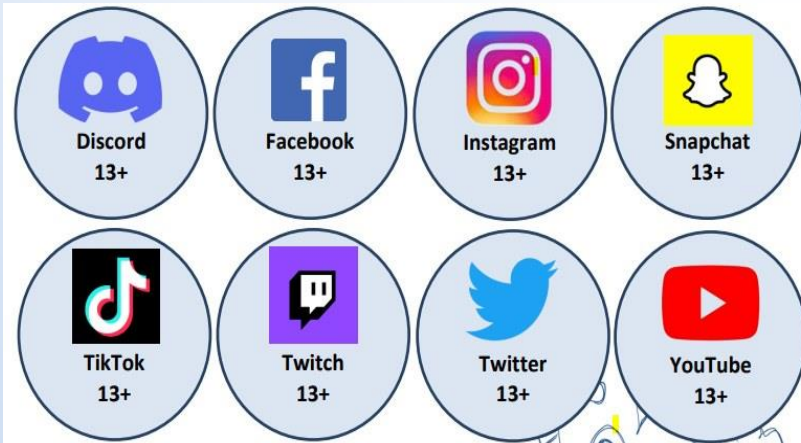 Discord
13+
Facebook
13+
Instagram
13+
Snapchat
13+
TikTok
13+
Twitch
13+
Twitter
13+
YouTube
13+